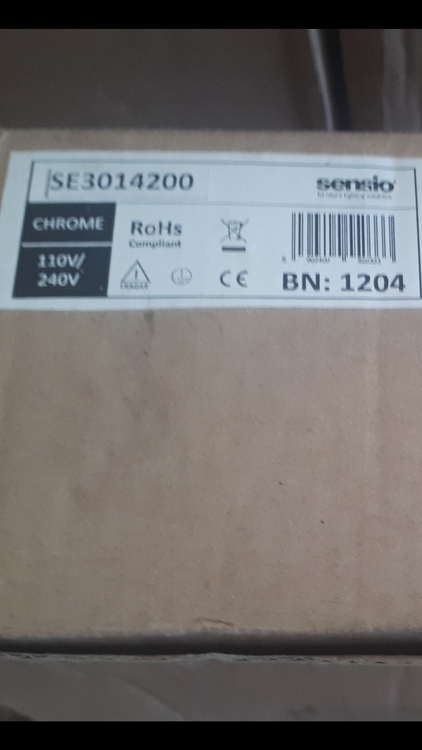 SE3014200
sensio
CHROME
RoHs
Compliant
110V/
240V
CE
BN: 1204